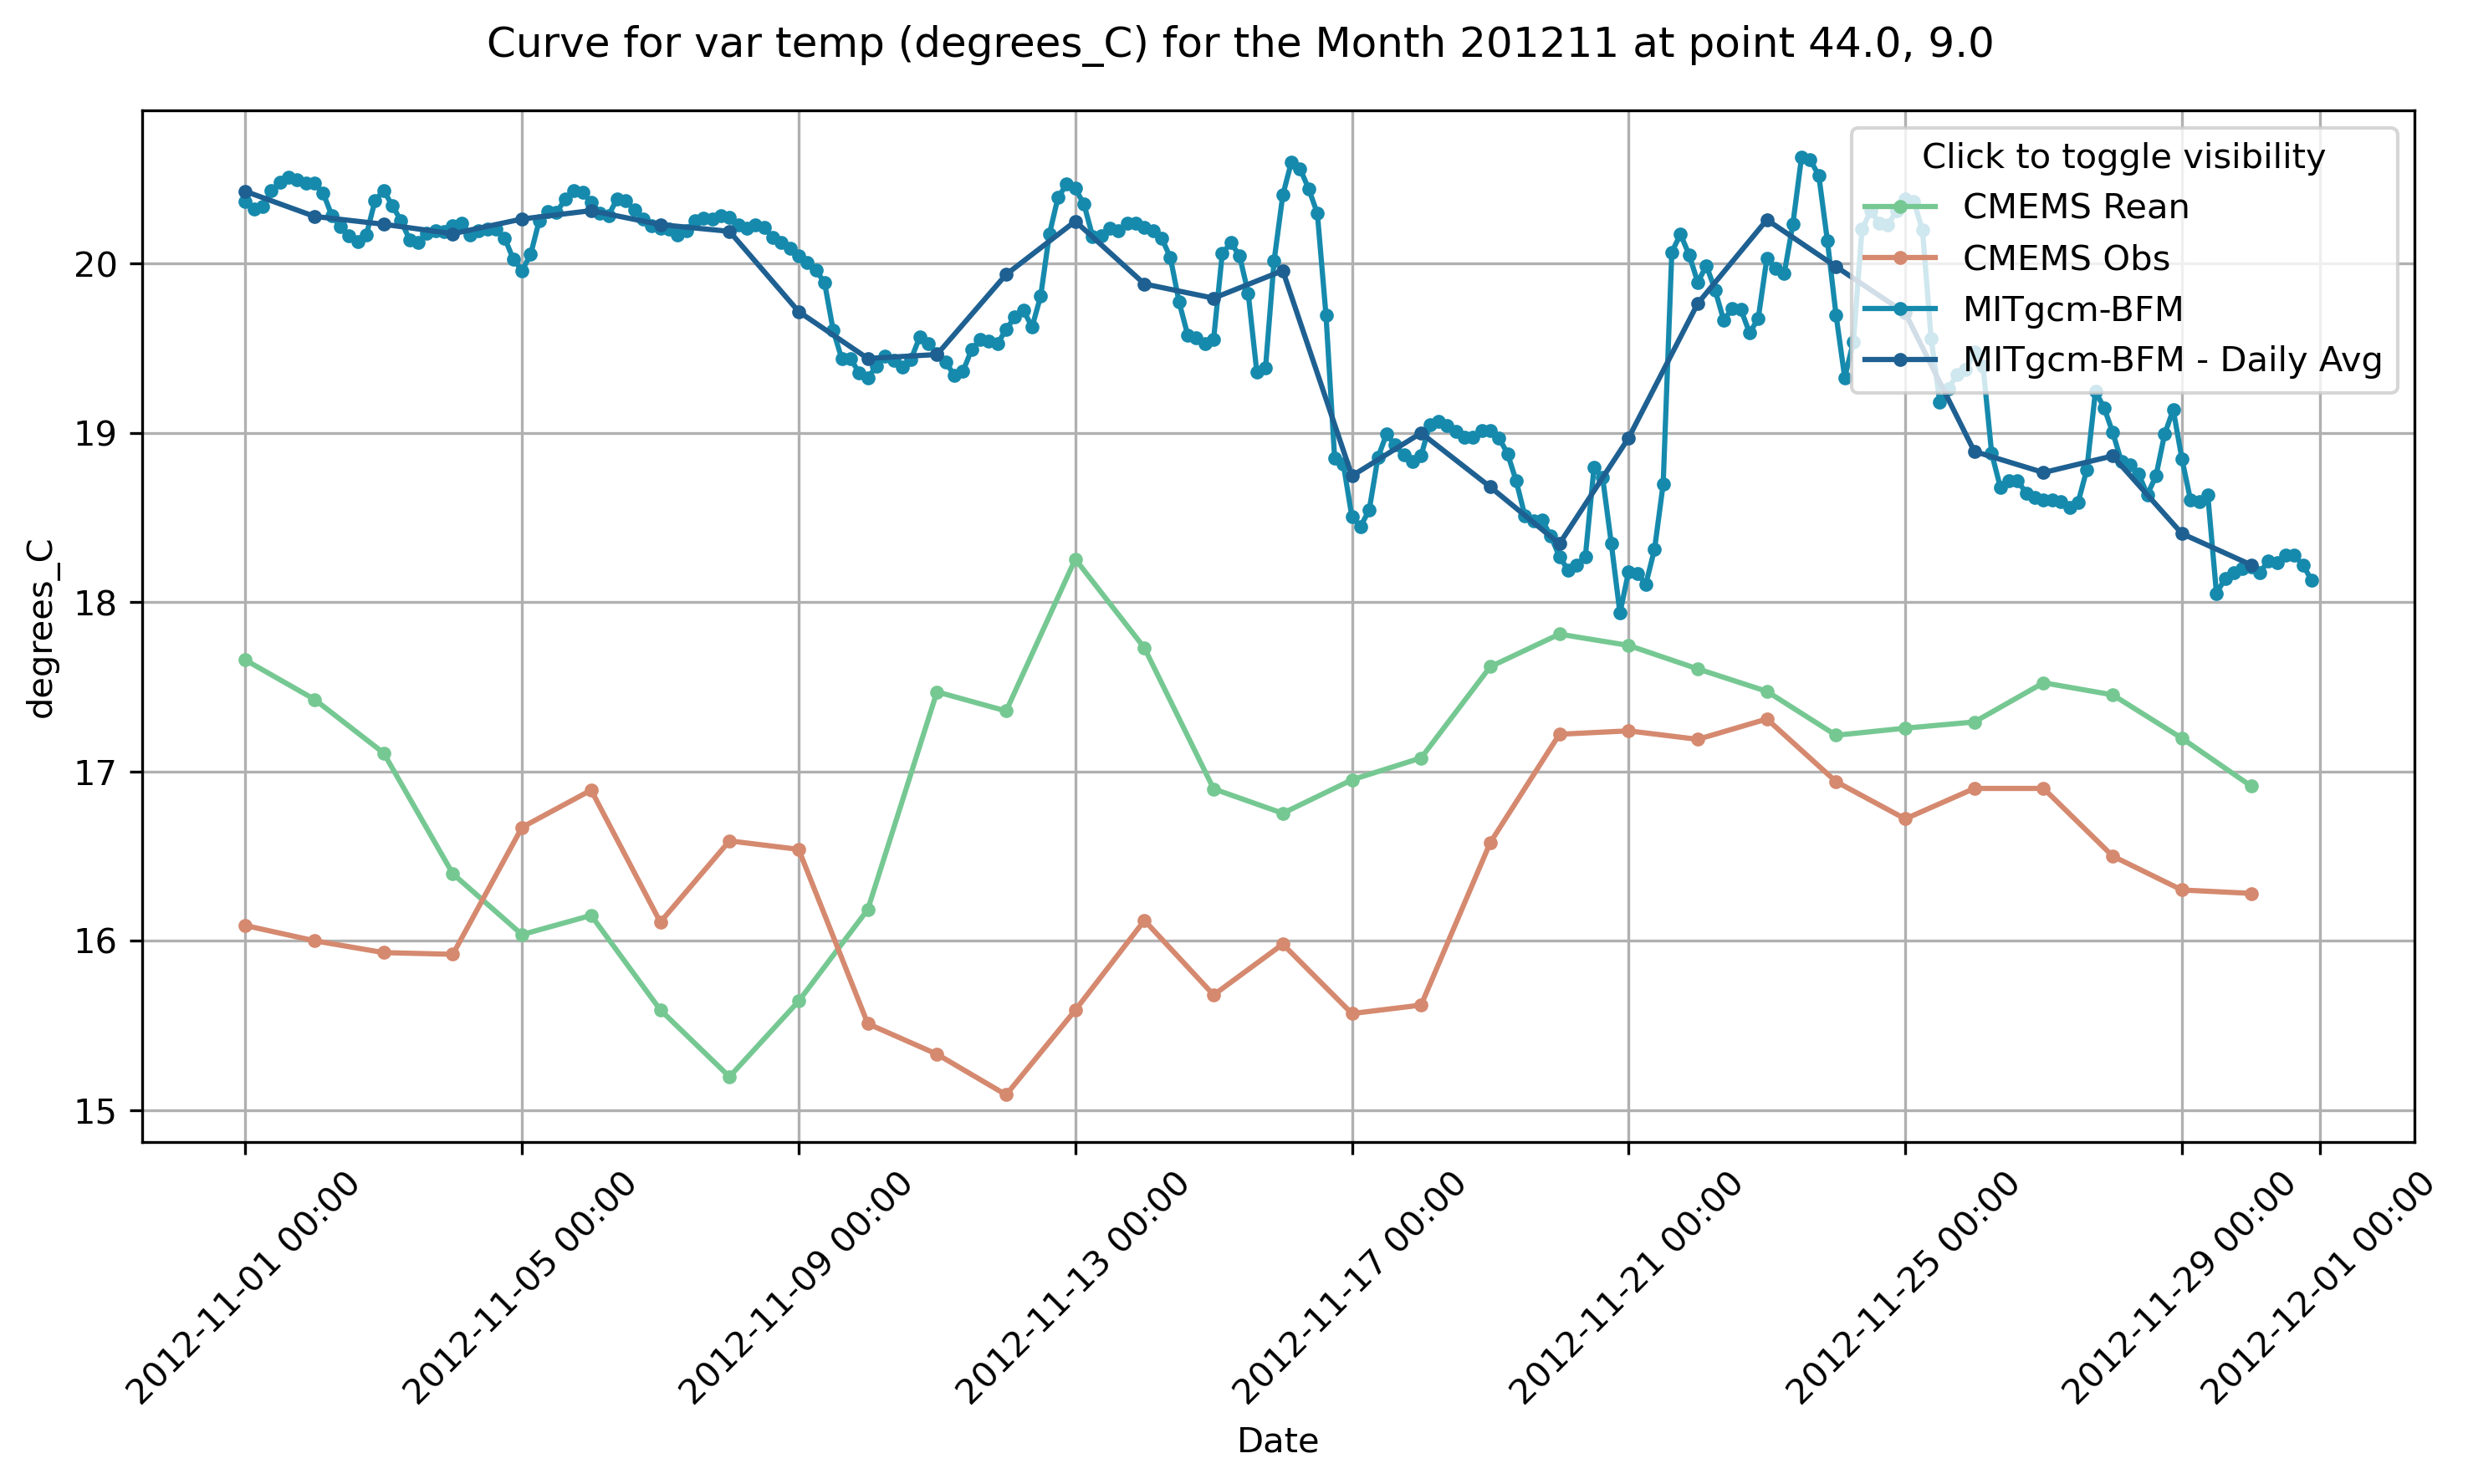 Curve for var temp (degrees_C) for the Month 201211 at point 44.0, 9.0
Click to toggle visibility
CMEMS Rean
CMEMS Obs
MITgcm-BFM
MITgcm-BFM - Daily Avg
degrees_C
20
19
18
17
16
15
2012-11-01 00:00
2012-11-05 00:00
2012-11-09 00:00
2012-11-13 00:00
2012-11-17 00:00
2012-11-21 00:00
2012-11-25 00:00
2012-11-29 00:00
2012-12-01 00:00
Date